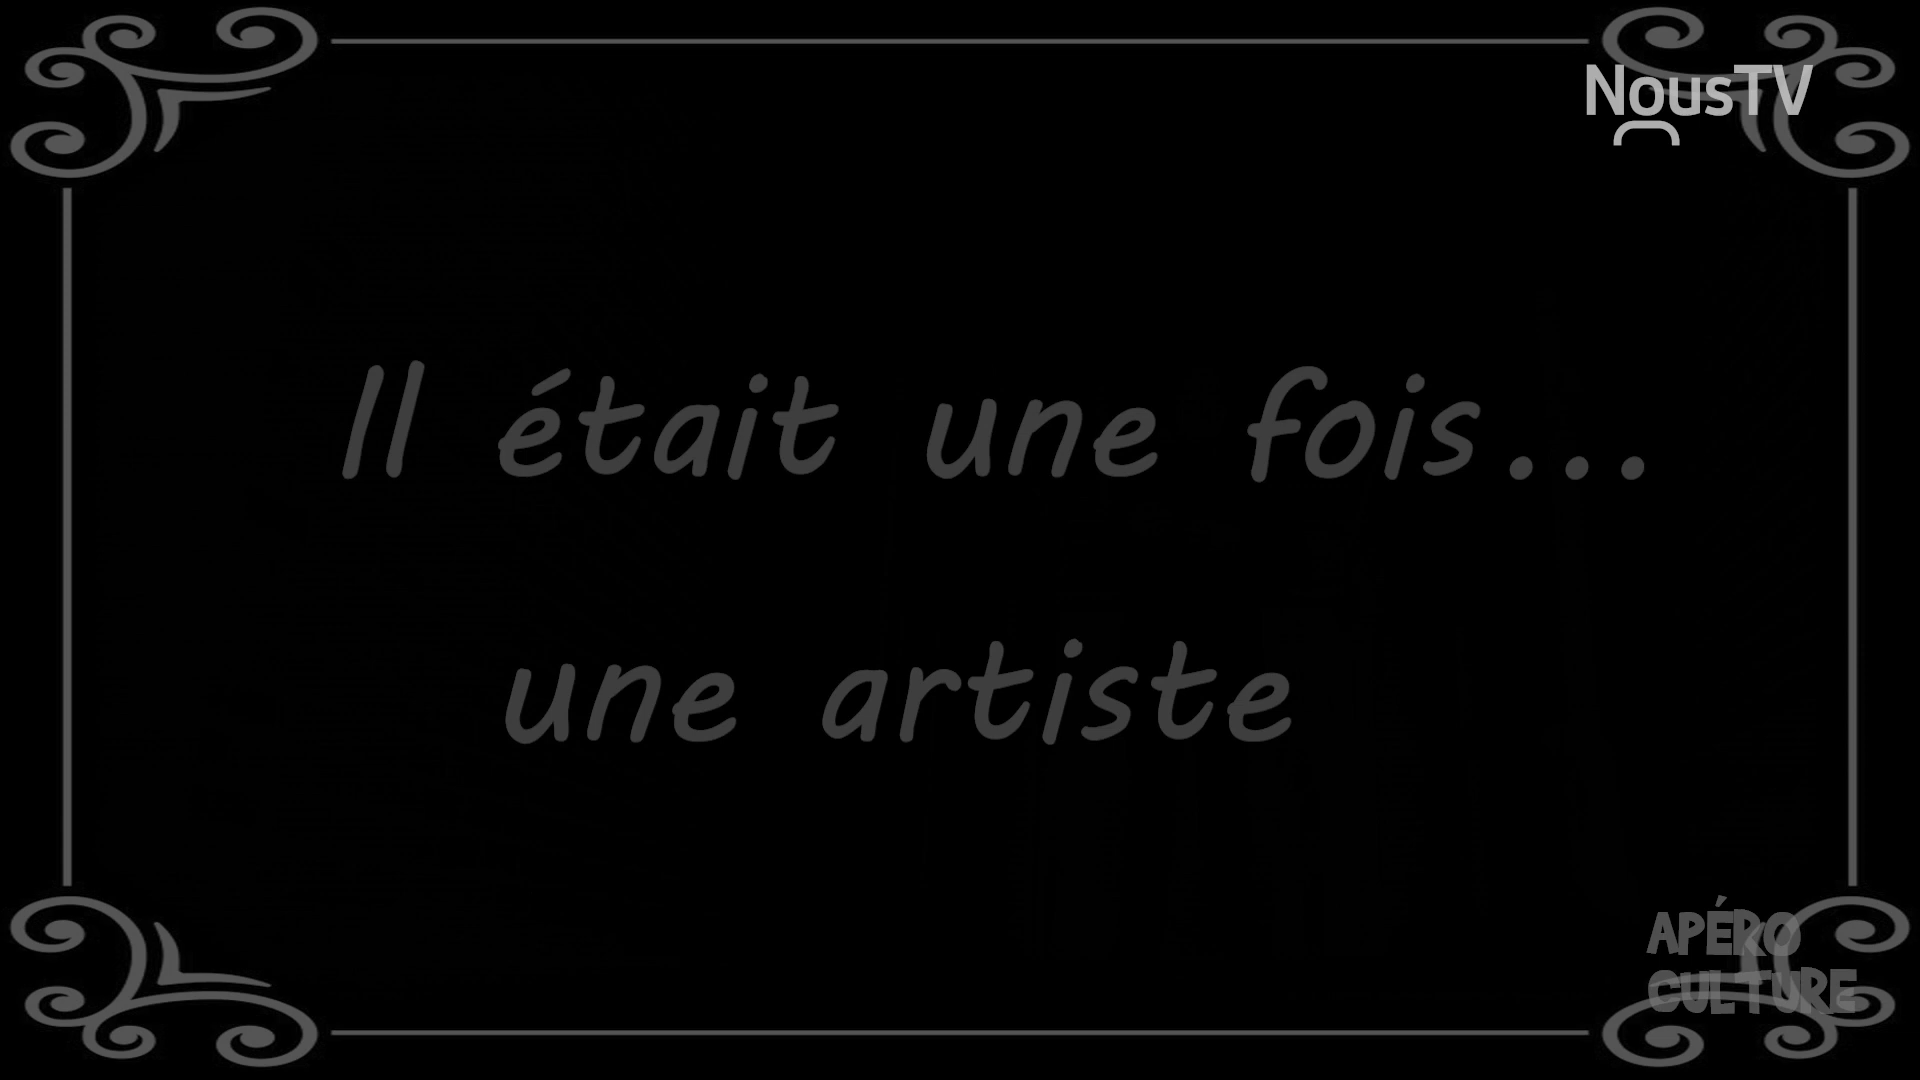 NousTV
Il était une fois...
une artiste
APÉRO
CULTURE